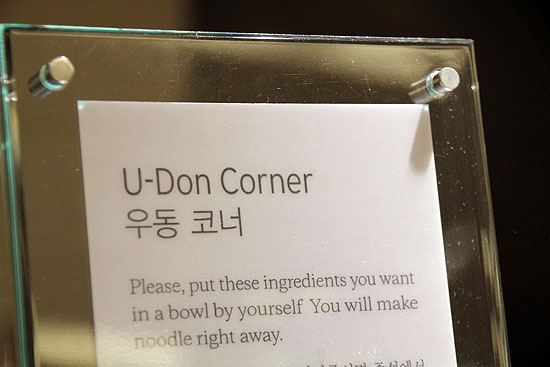 U-Don Corner
우동 코너
Please, put these ingredients you want
in a bowl by yourself You will make
noodle right away.